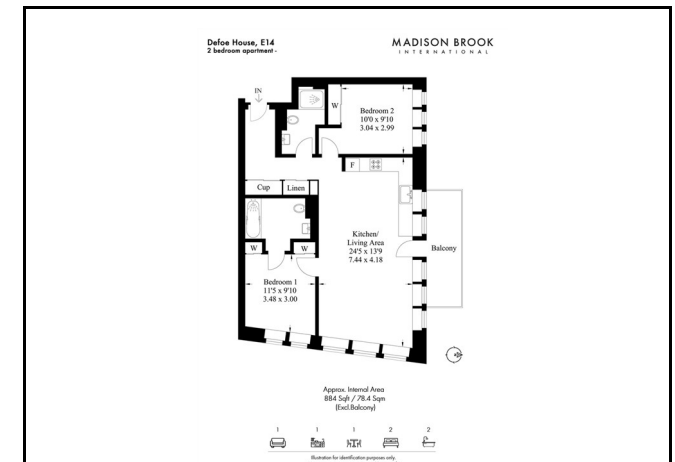 Defoe House, E14
2 bedroom apartment -
MADISON BROOK
INTERNATIONAL
IN
W
Bedroom 2
10'0 x 9'10
3.04 x 2.99
F
Cup
Linen
Kitchen/
Living Area
24'5 x 13'9
7.44 x 4.18
Balcony
W
W
Bedroom 1
11'5 x 9'10
3.48 x 3.00
Approx. Internal Area
884 Sqft / 78.4 Sqm
(Excl.Balcony)
1 1 1 2 2
Illustration for identification purposes only.